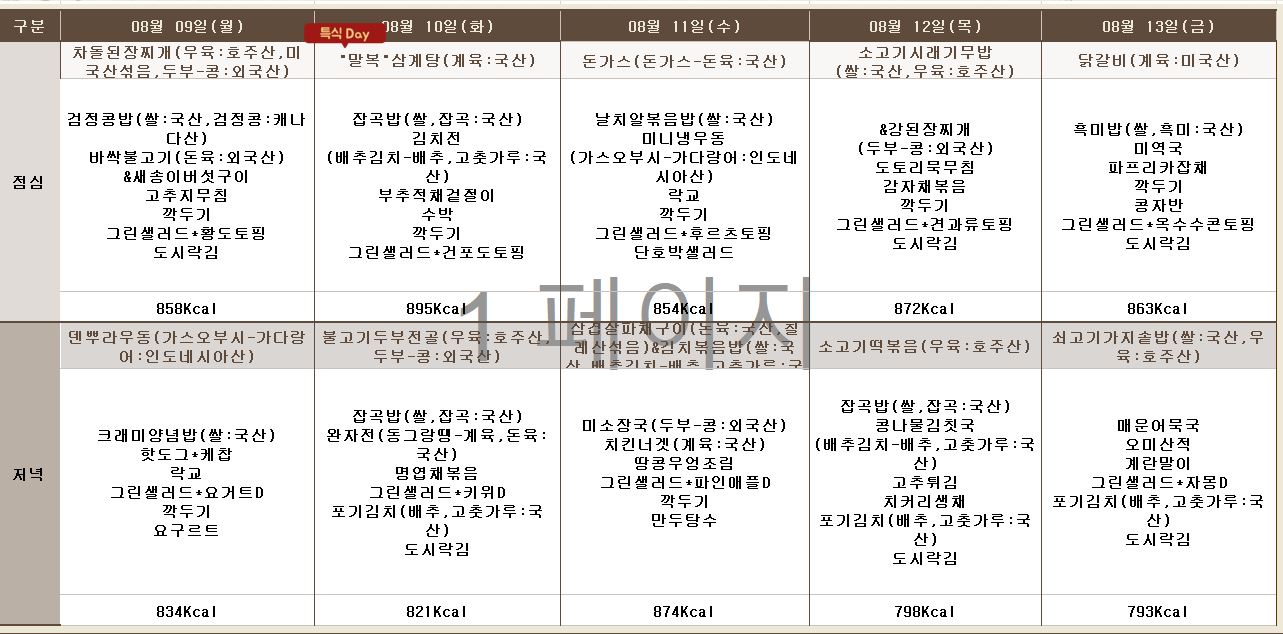 구분
08월 09일(월)
특식 Day
08월 10일(화)
08월 11일(수)
08월 12일(목)
08월 13일(금)
점심
차돌된장찌개(우육:호주산,미
국산섞음,두부-콩:외국산)
검정콩밥(쌀:국산,검정콩:캐나
다산)
바싹불고기(돈육:외국산)
&새송이버섯구이
고추지무침
깍두기
그린샐러드*황도토핑
도시락김
858Kcal
"말복"삼계탕(계육:국산)
잡곡밥(쌀,잡곡:국산)
김치전
(배추김치-배추,고춧가루:국
산)
부추적채겉절이
수박
깍두기
그린샐러드*건포도토핑
895Kcal
돈가스(돈가스-돈육:국산)
날치알볶음밥(쌀:국산)
미니냉우동
(가스오부시-가다랑어:인도네
시아산)
락교
깍두기
그린샐러드*후르츠토핑
단호박샐러드
854Kcal
소고기시래기무밥
(쌀:국산,우육:호주산)
&강된장찌개
(두부-콩:외국산)
도토리묵무침
감자채볶음
깍두기
그린샐러드*견과류토핑
도시락김
872Kcal
닭갈비(계육:미국산)
흑미밥(쌀,흑미:국산)
미역국
파프리카잡채
깍두기
콩자반
그린샐러드*옥수수콘토핑
도시락김
863Kcal
1 페이지
저녁
덴뿌라우동(가스오부시-가다랑
어:인도네시아산)
크래미양념밥(쌀:국산)
핫도그*케찹
락교
그린샐러드*요거트D
깍두기
요구르트
834Kcal
불고기두부전골(우육:호주산,
두부-콩:외국산)
잡곡밥(쌀,잡곡:국산)
완자전(동그랑땡-계육,돈육:
국산)
명엽채볶음
그린샐러드*키위D
포기김치(배추,고춧가루:국
산)
도시락김
821Kcal
삼겹살파채구이(돈육:국산,칠
레산섞음)&김치볶음밥(쌀:국
산,배추김치-배추,고춧가루:국
미소장국(두부-콩:외국산)
치킨너겟(계육:국산)
땅콩우엉조림
그린샐러드*파인애플D
깍두기
만두탕수
874Kcal
소고기떡볶음(우육:호주산)
잡곡밥(쌀,잡곡:국산)
콩나물김칫국
(배추김치-배추,고춧가루:국
산)
고추튀김
치커리생채
포기김치(배추,고춧가루:국
산)
도시락김
798Kcal
쇠고기가지솥밥(쌀:국산,우
육:호주산)
매운어묵국
오미산적
계란말이
그린샐러드*자몽D
포기김치(배추,고춧가루:국
산)
도시락김
793Kcal